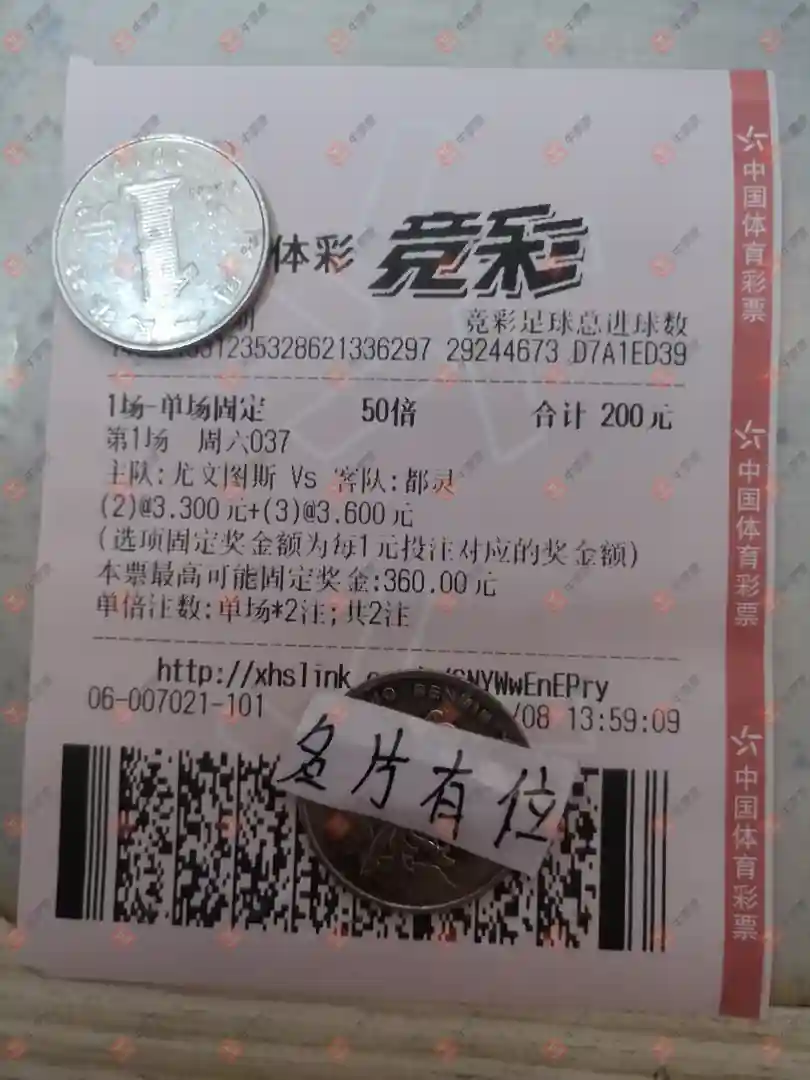 体彩 竞彩
竞彩足球总进球数
1235328621336297 29244673 D7A1ED39
1场-单场固定 50倍 合计 200元
第1场 周六037
主队:尤文图斯 Vs 客队:都灵
(2)@3.300元+(3)@3.600元
(选项固定奖金额为每1元投注对应的奖金额)
本票最高可能固定奖金:360.00元
单倍注数:单场*2注;共2注
http://xhslink NYWwEnEPry
06-007021-101 /08 13:59:09
名片有位
中国体育彩票
中国体育彩票
中国体育彩票